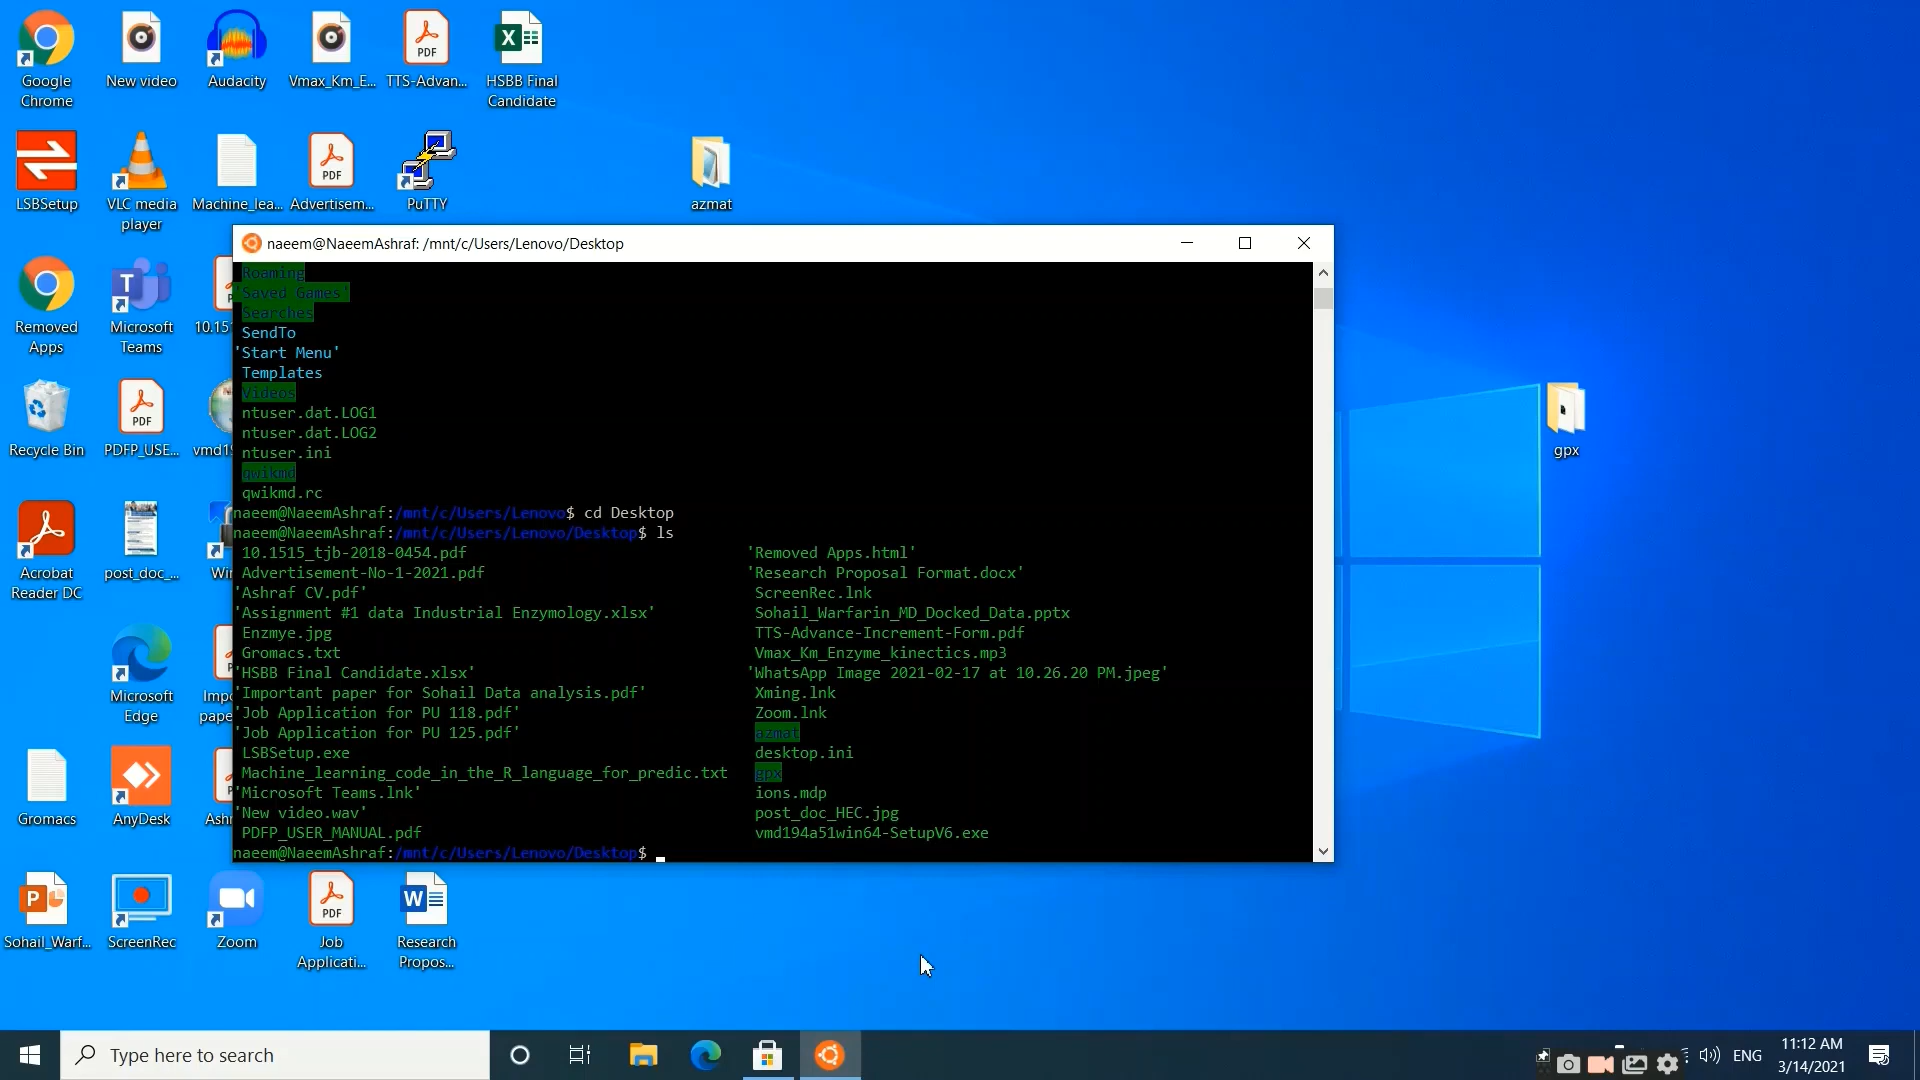 Google Chrome
New video
Audacity
Vmax_Km_E...
TTS-Advan...
HSBB Final Candidate
LSBSetup
VLC media player
Machine_lea...
Advertisem...
PuTTY
azmat
naeem@NaeemAshraf: /mnt/c/Users/Lenovo/Desktop
Roaming
'Saved Games'
Searches
SendTo
'Start Menu'
Templates
Videos
ntuser.dat.LOG1
ntuser.dat.LOG2
ntuser.ini
qwikmd
qwikmd.rc
naeem@NaeemAshraf:/mnt/c/Users/Lenovo$ cd Desktop
naeem@NaeemAshraf:/mnt/c/Users/Lenovo/Desktop$ ls
10.1515_tjb-2018-0454.pdf 'Removed Apps.html'
Advertisement-No-1-2021.pdf 'Research Proposal Format.docx'
'Ashraf CV.pdf' ScreenRec.lnk
'Assignment #1 data Industrial Enzymology.xlsx' Sohail_Warfarin_MD_Docked_Data.pptx
Enzmye.jpg TTS-Advance-Increment-Form.pdf
Gromacs.txt Vmax_Km_Enzyme_kinectics.mp3
'HSBB Final Candidate.xlsx' 'WhatsApp Image 2021-02-17 at 10.26.20 PM.jpeg'
'Important paper for Sohail Data analysis.pdf' Xming.lnk
'Job Application for PU 118.pdf' Zoom.lnk
'Job Application for PU 125.pdf' azmat
LSBSetup.exe desktop.ini
Machine_learning_code_in_the_R_language_for_predic.txt gpx
'Microsoft Teams.lnk' ions.mdp
'New video.wav' post_doc_HEC.jpg
PDFP_USER_MANUAL.pdf vmd194a51win64-SetupV6.exe
naeem@NaeemAshraf:/mnt/c/Users/Lenovo/Desktop$
Removed Apps
Microsoft Teams
10.151
Recycle Bin
PDFP_USE...
vmd19
gpx
Acrobat Reader DC
post_doc_...
Win
Microsoft Edge
Impo
pape
Gromacs
AnyDesk
Ashr
Sohail_Warf...
ScreenRec
Zoom
Job Applicati...
Research Propos...
Type here to search
ENG
11:12 AM
3/14/2021